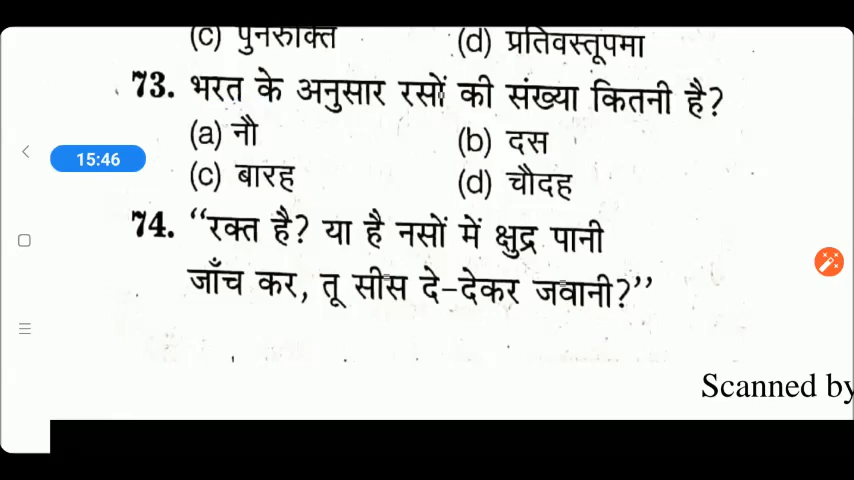 (c) पुनरुक्ति (d) प्रतिवस्तूपमा
73. भरत के अनुसार रसों की संख्या कितनी है?
(a) नौ (b) दस
(c) बारह (d) चौदह
74. “रक्त है? या है नसों में क्षुद्र पानी
जाँच कर, तू सीस दे-देकर जवानी?”
15:46
Scanned by